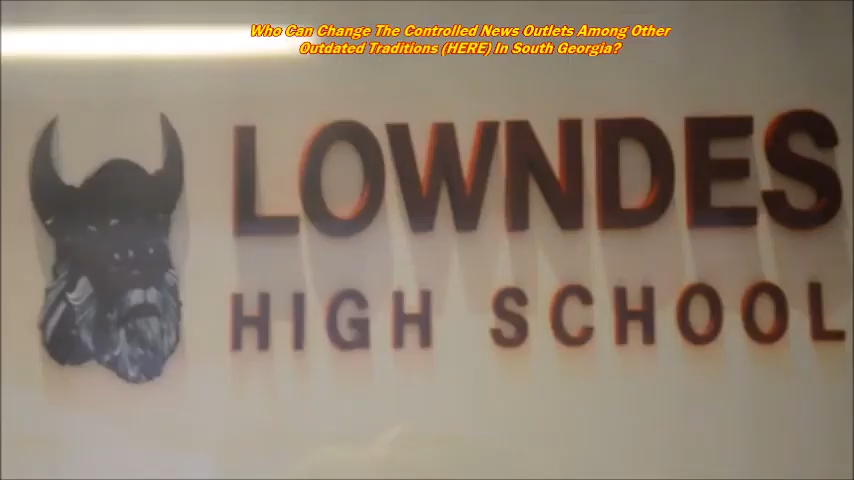 Who Can Change The Controlled News Outlets Among Other
Outdated Traditions (HERE) In South Georgia?
LOWNDES
HIGH SCHOOL